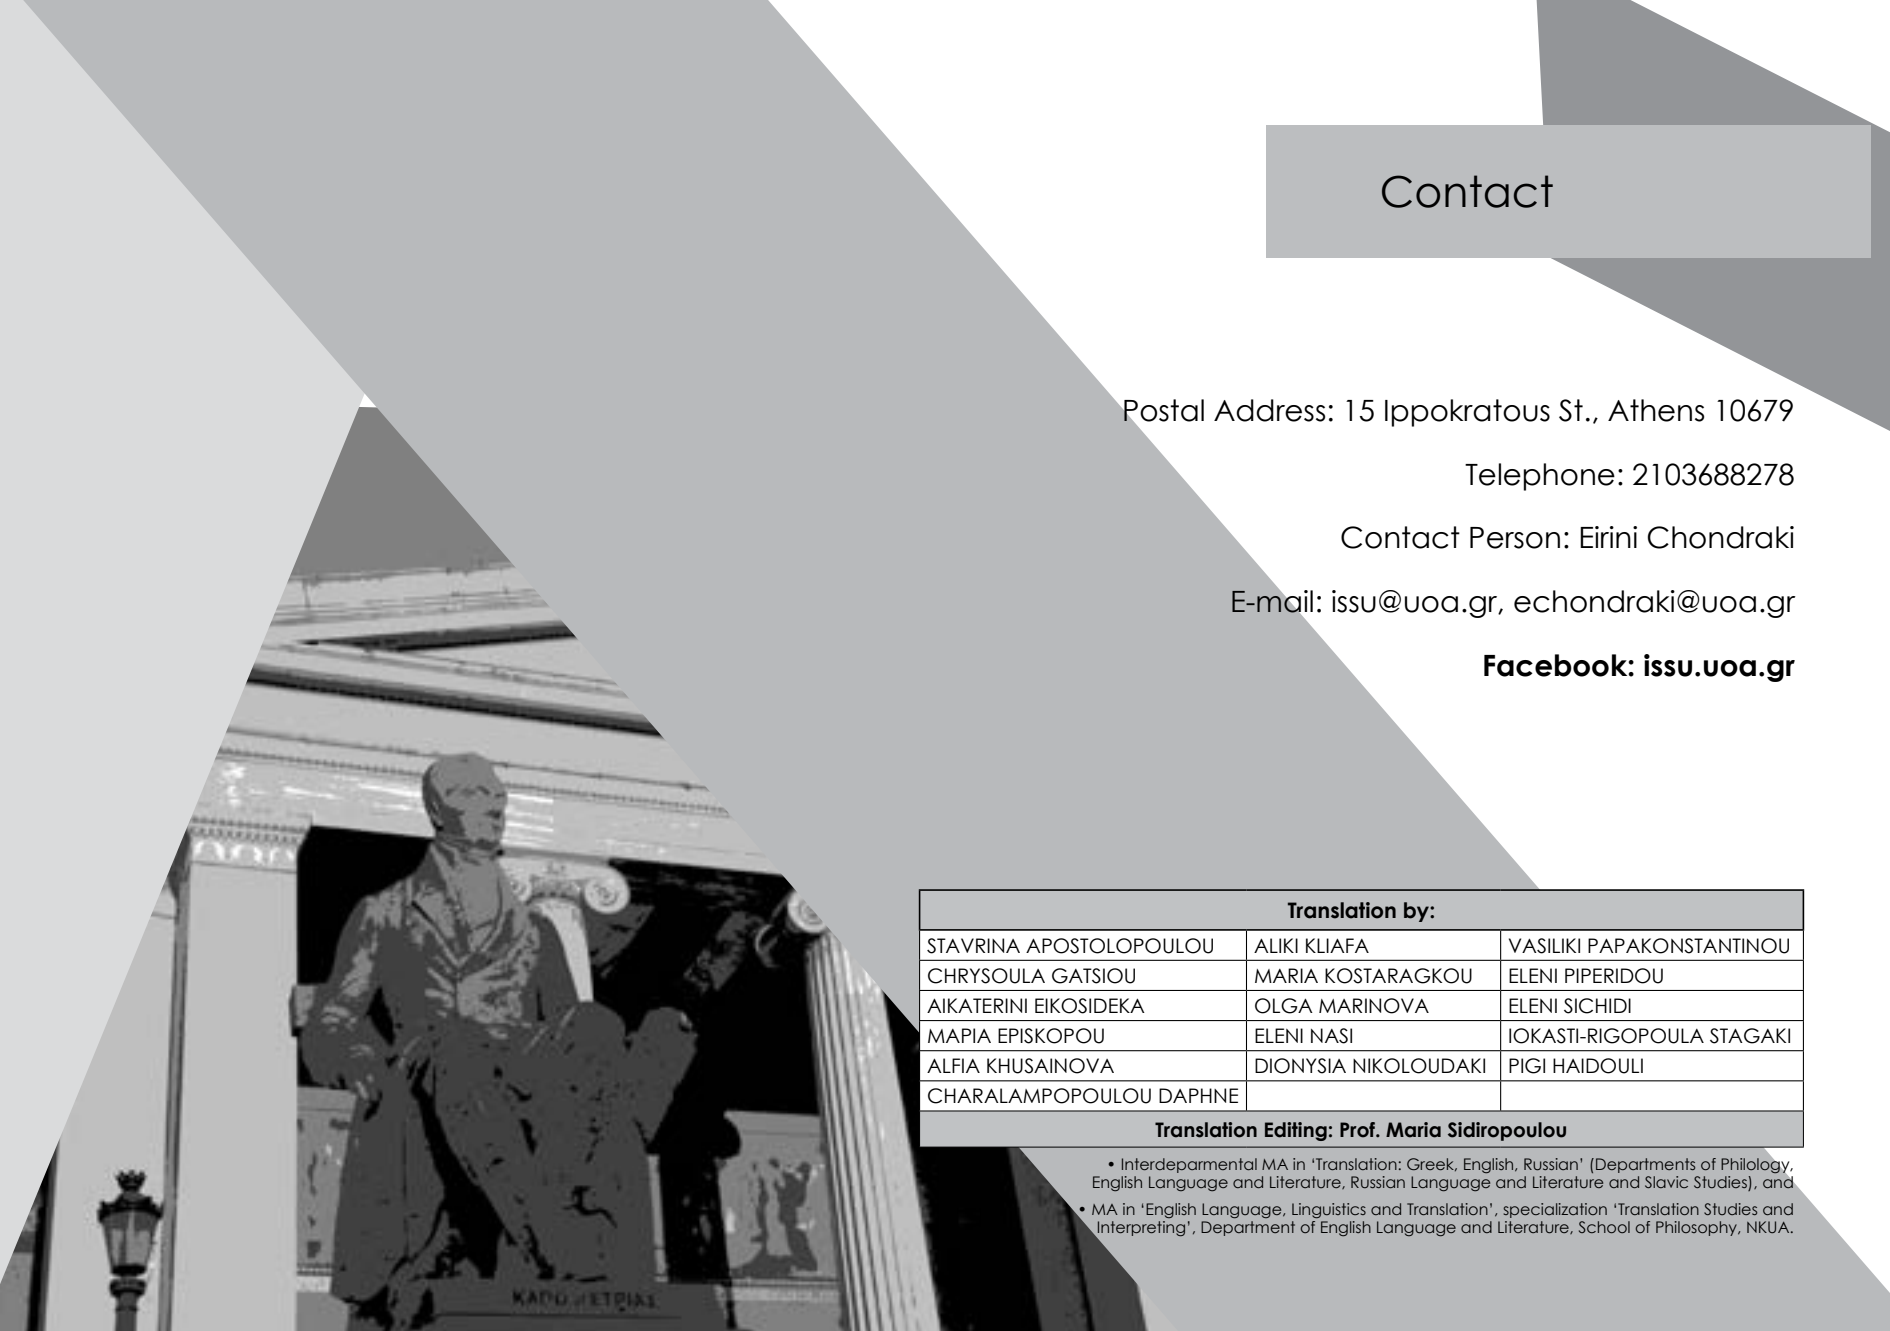 Contact
Postal Address: 15 Ippokratous St., Athens 10679
Telephone: 2103688278
Contact Person: Eirini Chondraki
E-mail: issu@uoa.gr, echondraki@uoa.gr
Facebook: issu.uoa.gr
Translation by:
STAVRINA APOSTOLOPOULOU ALIKI KLIAFA VASILIKI PAPAKONSTANTINOU
CHRYSOULA GATSIOU MARIA KOSTARAGKOU ELENI PIPERIDOU
AIKATERINI EIKOSIDEKA OLGA MARINOVA ELENI SICHIDI
MAPIA EPISKOPOU ELENI NASI IOKASTI-RIGOPOULA STAGAKI
ALFIA KHUSAINOVA DIONYSIA NIKOLOUDAKI PIGI HAIDOULI
CHARALAMPOPOULOU DAPHNE
Translation Editing: Prof. Maria Sidiropoulou
• Interdeparmental MA in ‘Translation: Greek, English, Russian’ (Departments of Philology,
English Language and Literature, Russian Language and Literature and Slavic Studies), and
• MA in ‘English Language, Linguistics and Translation’, specialization ‘Translation Studies and
Interpreting’, Department of English Language and Literature, School of Philosophy, NKUA.